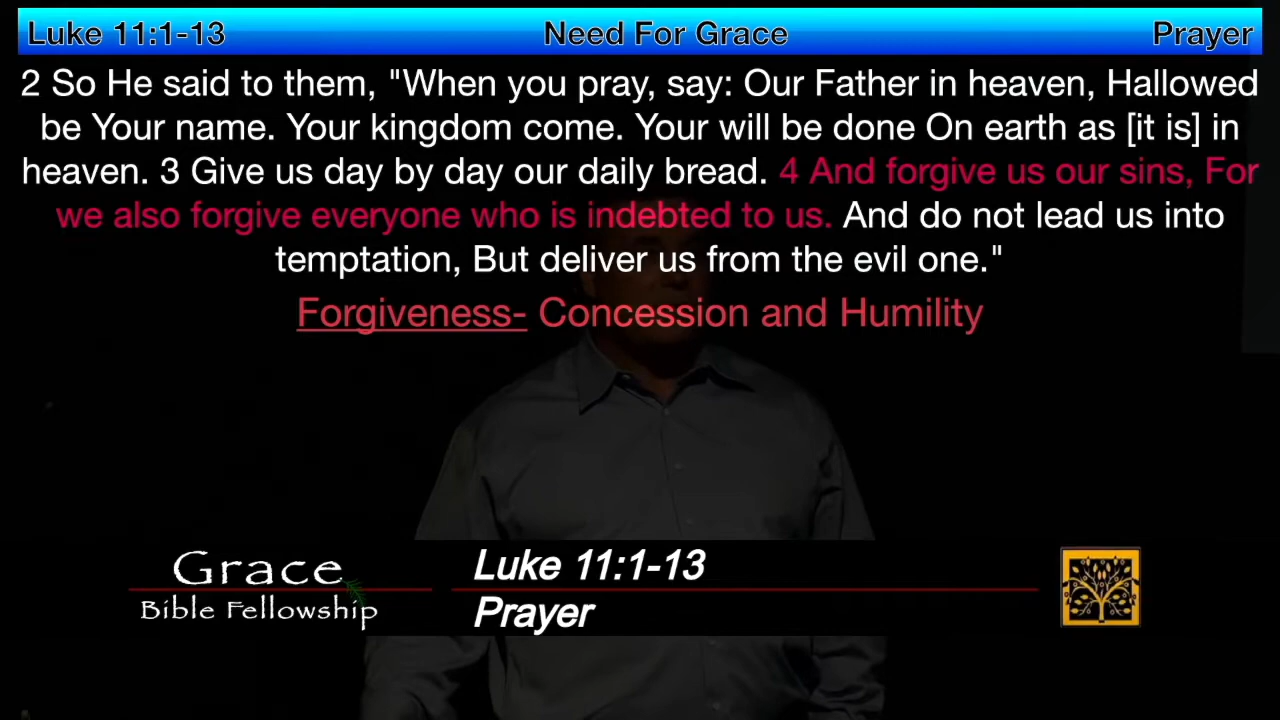 Luke 11:1-13 Need For Grace Prayer
2 So He said to them, "When you pray, say: Our Father in heaven, Hallowed
be Your name. Your kingdom come. Your will be done On earth as [it is] in
heaven. 3 Give us day by day our daily bread. 4 And forgive us our sins, For
we also forgive everyone who is indebted to us. And do not lead us into
temptation, But deliver us from the evil one."
Forgiveness- Concession and Humility
Grace
Bible Fellowship
Luke 11:1-13
Prayer